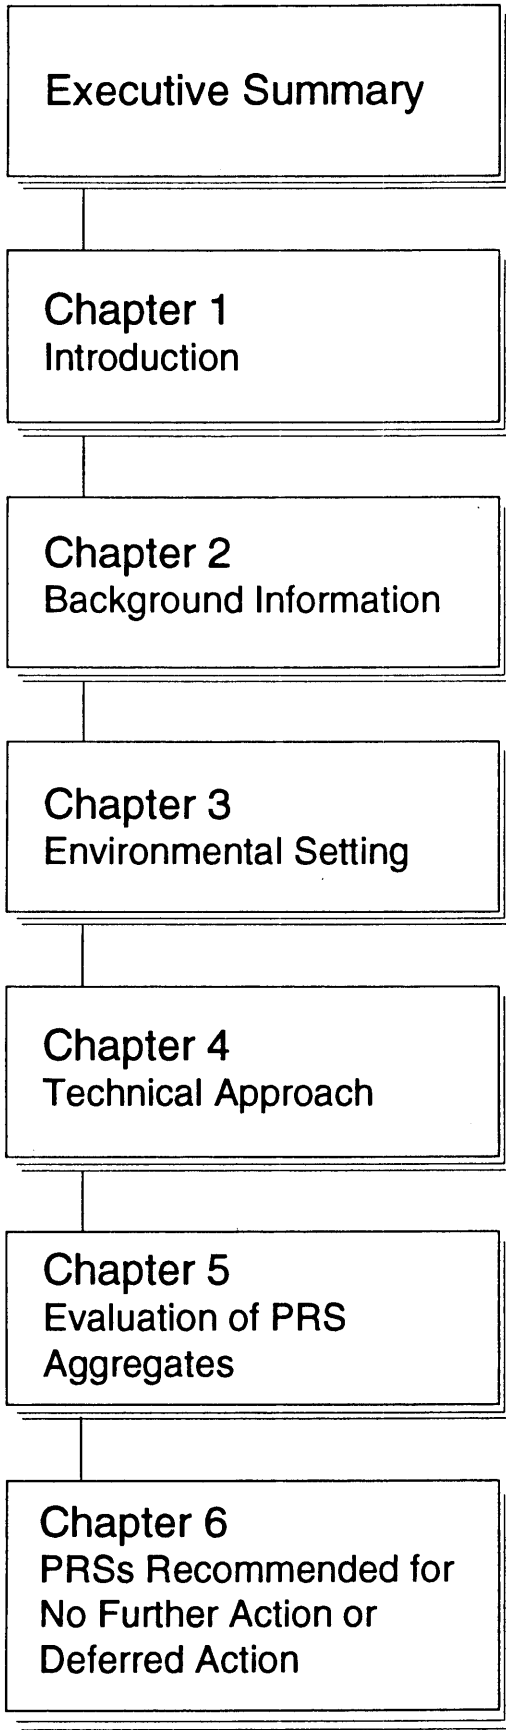 Executive Summary
Chapter 1
Introduction
Chapter 2
Background Information
Chapter 3
Environmental Setting
Chapter 4
Technical Approach
Chapter 5
Evaluation of PRS
Aggregates
Chapter 6
PRSs Recommended for
No Further Action or
Deferred Action